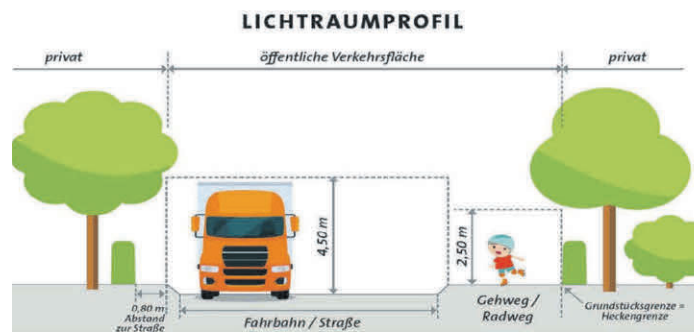 LICHTRAUMPROFIL
privat
öffentliche Verkehrsfläche
privat
4,50 m
2,50 m
0,80 m
Abstand
zur Straße
Fahrbahn / Straße
Gehweg /
Radweg
Grundstücksgrenze =
Heckengrenze